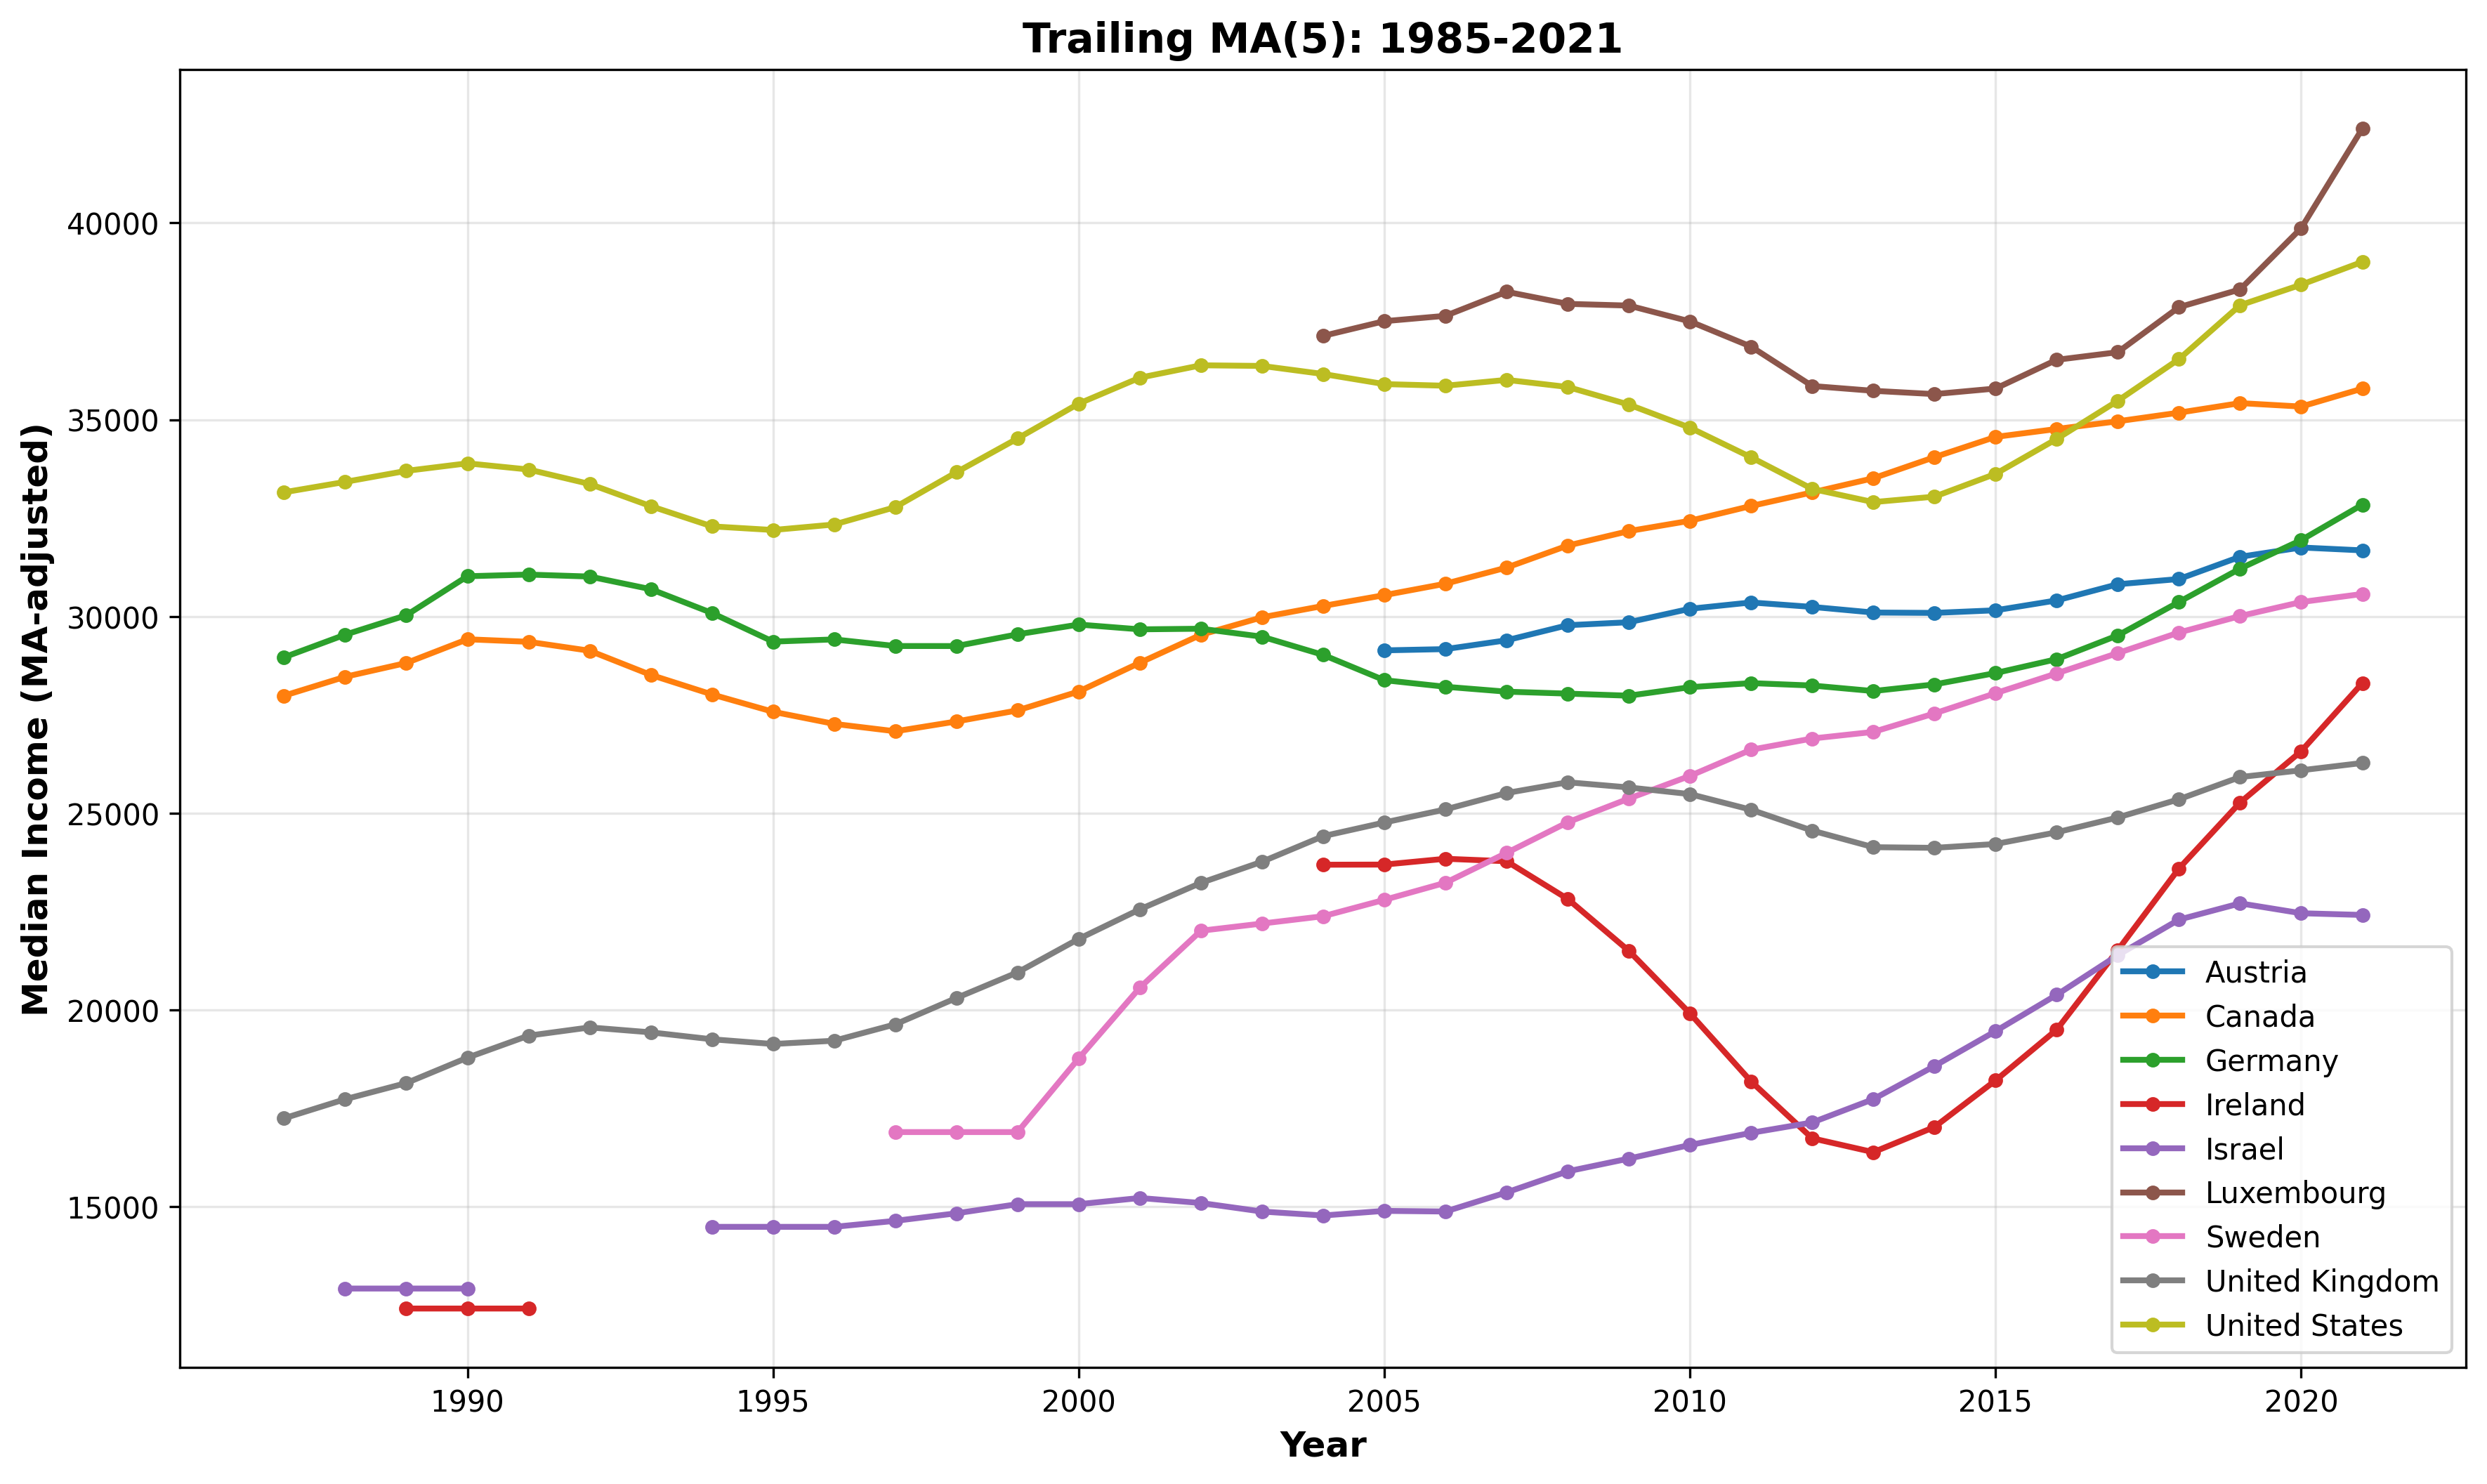 Trailing MA(5): 1985-2021
Median Income (MA-adjusted)
40000
35000
30000
25000
20000
15000
1990
1995
2000
2005
2010
2015
2020
Year
Austria
Canada
Germany
Ireland
Israel
Luxembourg
Sweden
United Kingdom
United States